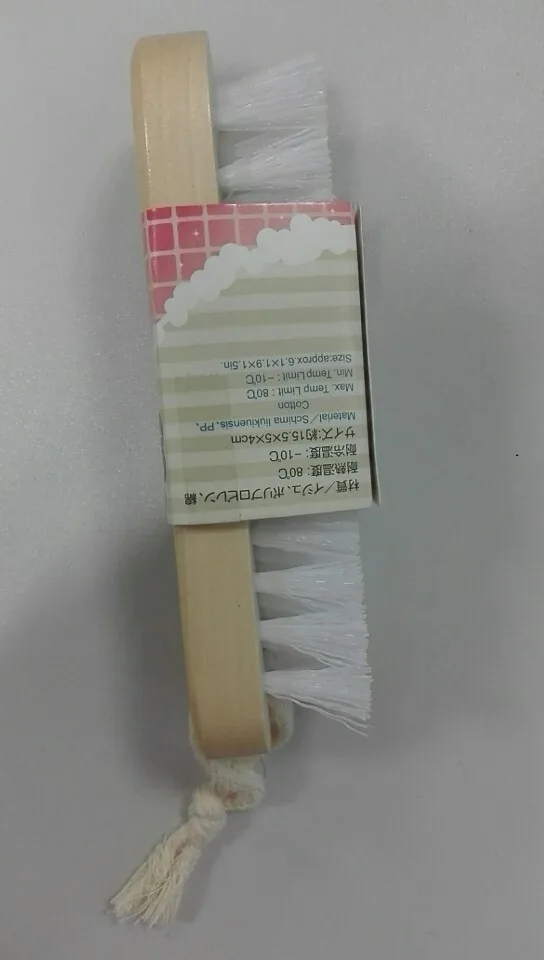 材質/イジュ、ポリプロピレン、綿
耐熱温度: 80℃
耐冷温度: -10℃
サイズ:約15.5×5×4cm
Material/Schima liukiuensis、PP、
Cotton
Max. Temp Limit : 80℃
Min. Temp Limit : -10℃
Size:approx.6.1×1.9×1.5in.